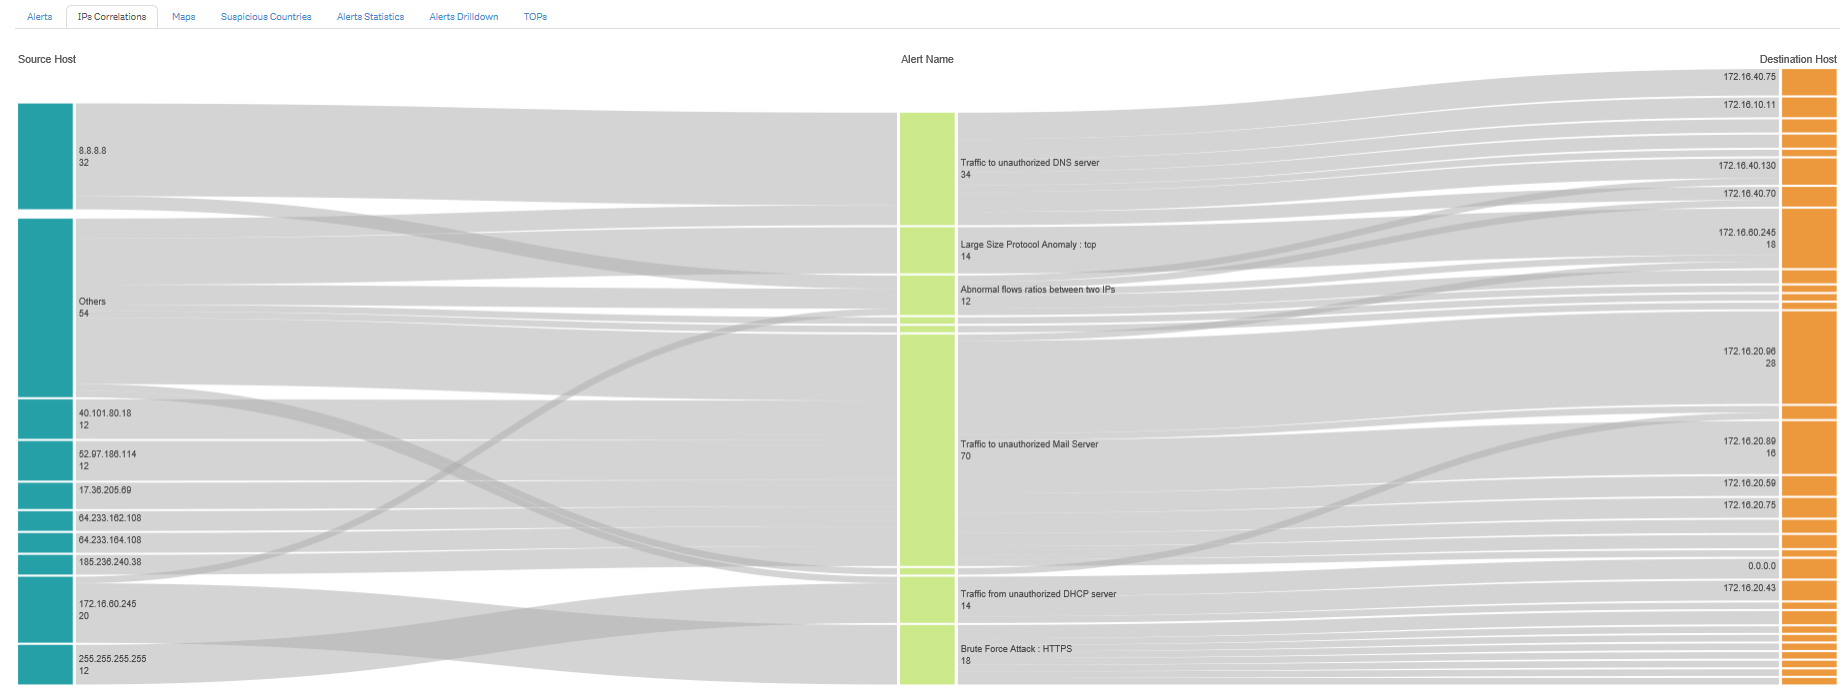 Alerts
IPs Correlations
Maps
Suspicious Countries
Alerts Statistics
Alerts Drilldown
TOPs
Source Host
Alert Name
Destination Host
8.8.8.8
32
Others
54
40.101.80.18
12
52.97.186.114
12
17.36.205.69
64.233.162.108
64.233.164.108
185.236.240.38
172.16.60.245
20
255.255.255.255
12
Traffic to unauthorized DNS server
34
Large Size Protocol Anomaly : tcp
14
Abnormal flows ratios between two IPs
12
Traffic to unauthorized Mail Server
70
Traffic from unauthorized DHCP server
14
Brute Force Attack : HTTPS
18
172.16.40.75
172.16.10.11
172.16.40.130
172.16.40.70
172.16.60.245
18
172.16.20.96
28
172.16.20.89
16
172.16.20.59
172.16.20.75
0.0.0.0
172.16.20.43